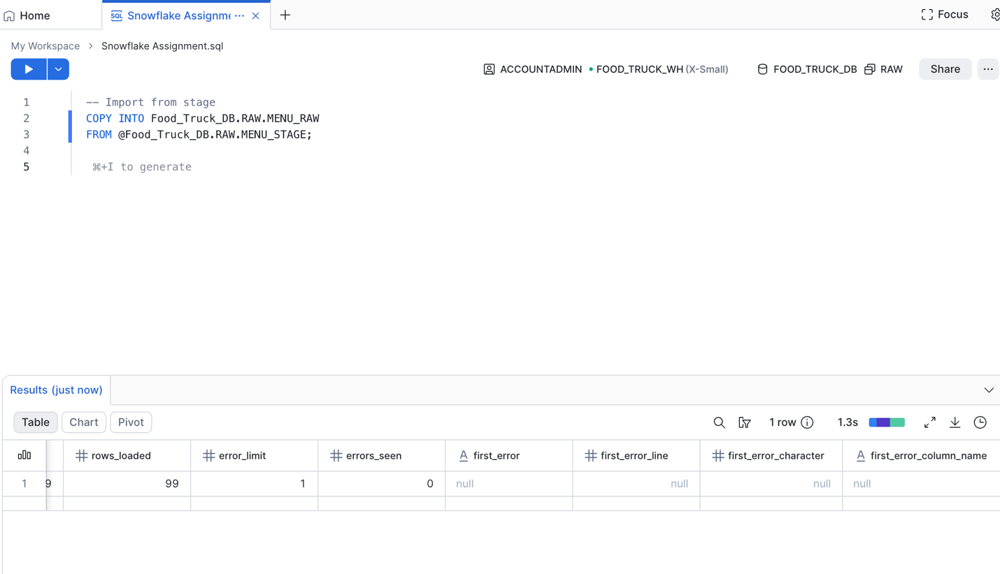 Home
SQL Snowflake Assignme ··· × +
Focus
My Workspace > Snowflake Assignment.sql
ACCOUNTADMIN • FOOD_TRUCK_WH (X-Small) FOOD_TRUCK_DB RAW Share ···
1 -- Import from stage
2 COPY INTO Food_Truck_DB.RAW.MENU_RAW
3 FROM @Food_Truck_DB.RAW.MENU_STAGE;
4
5 ⌘+I to generate
Results (just now)
Table Chart Pivot 1 row 1.3s
# rows_loaded # error_limit # errors_seen A first_error # first_error_line # first_error_character A first_error_column_name
1 9 99 1 0 null null null null